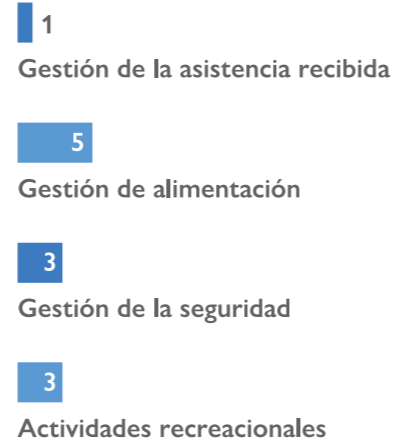 1
Gestión de la asistencia recibida
5
Gestión de alimentación
3
Gestión de la seguridad
3
Actividades recreacionales